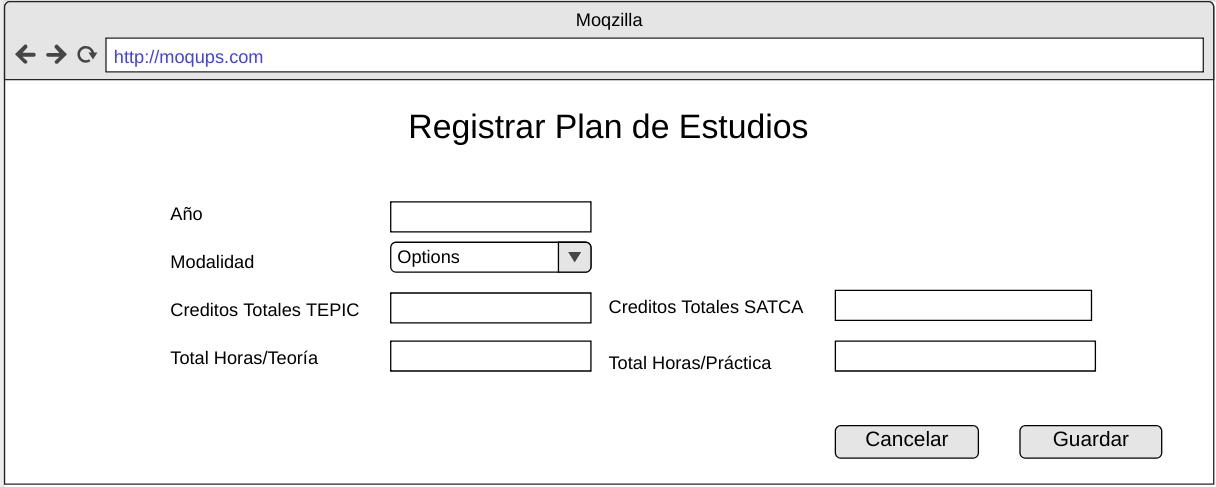 Moqzilla
http://moqups.com
Registrar Plan de Estudios
Año
Modalidad Options
Creditos Totales TEPIC Creditos Totales SATCA
Total Horas/Teoría Total Horas/Práctica
Cancelar Guardar